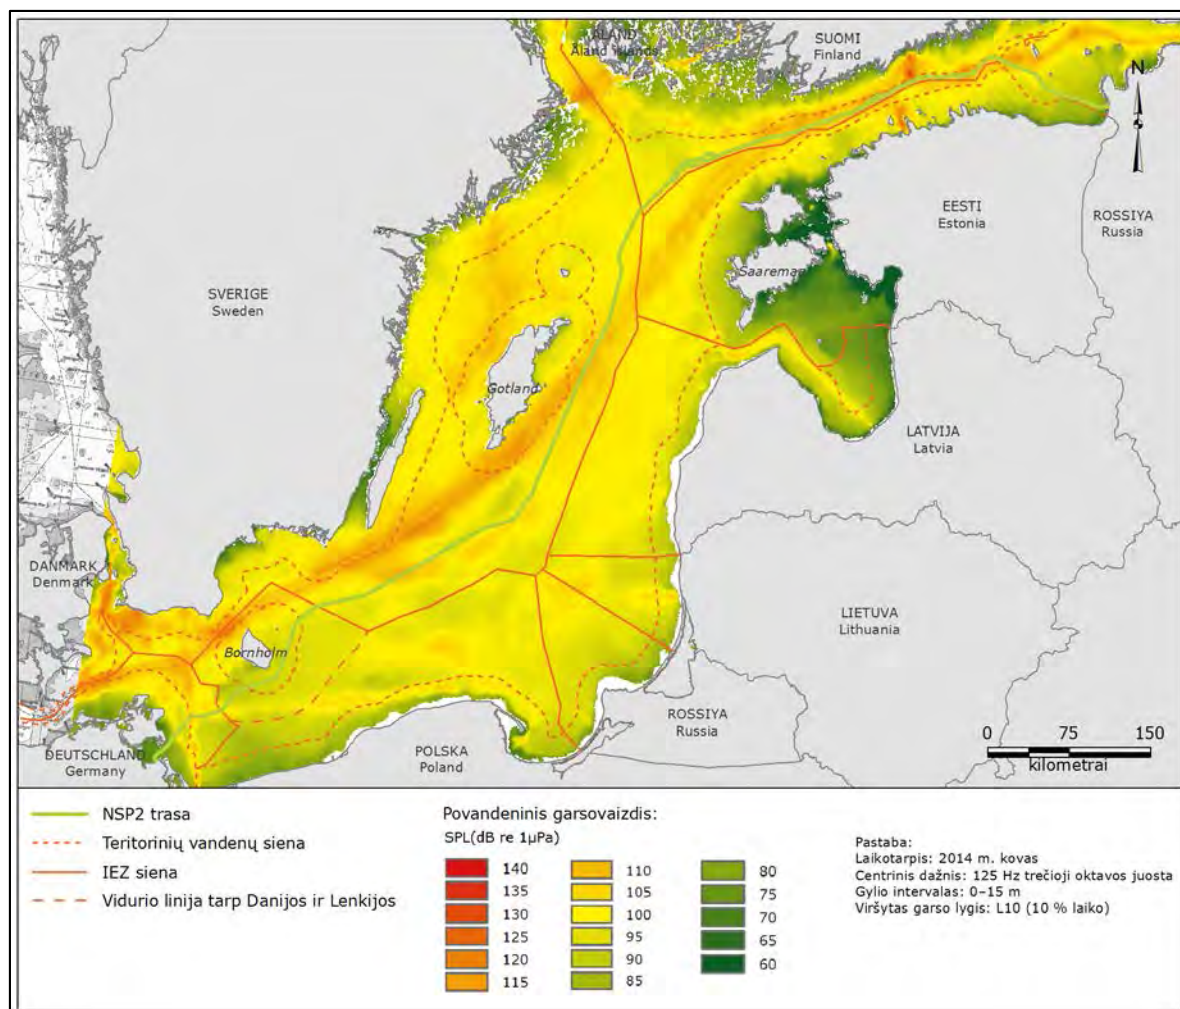 ÅLAND
Åland islands
SUOMI
Finland
N
EESTI
Estonia
ROSSIYA
Russia
Saaremaa
SVERIGE
Sweden
Gotland
LATVIJA
Latvia
DANMARK
Denmark
LIETUVA
Lithuania
Bornholm
ROSSIYA
Russia
DEUTSCHLAND
Germany
POLSKA
Poland
0 75 150
kilometrai
NSP2 trasa
Teritorinių vandenų siena
IEZ siena
Vidurio linija tarp Danijos ir Lenkijos
Povandeninis garsovaizdis:
SPL(dB re 1µPa)
140
135
130
125
120
115
110
105
100
95
90
85
80
75
70
65
60
Pastaba:
Laikotarpis: 2014 m. kovas
Centrinis dažnis: 125 Hz trečioji oktavos juosta
Gylio intervalas: 0–15 m
Viršytas garso lygis: L10 (10 % laiko)